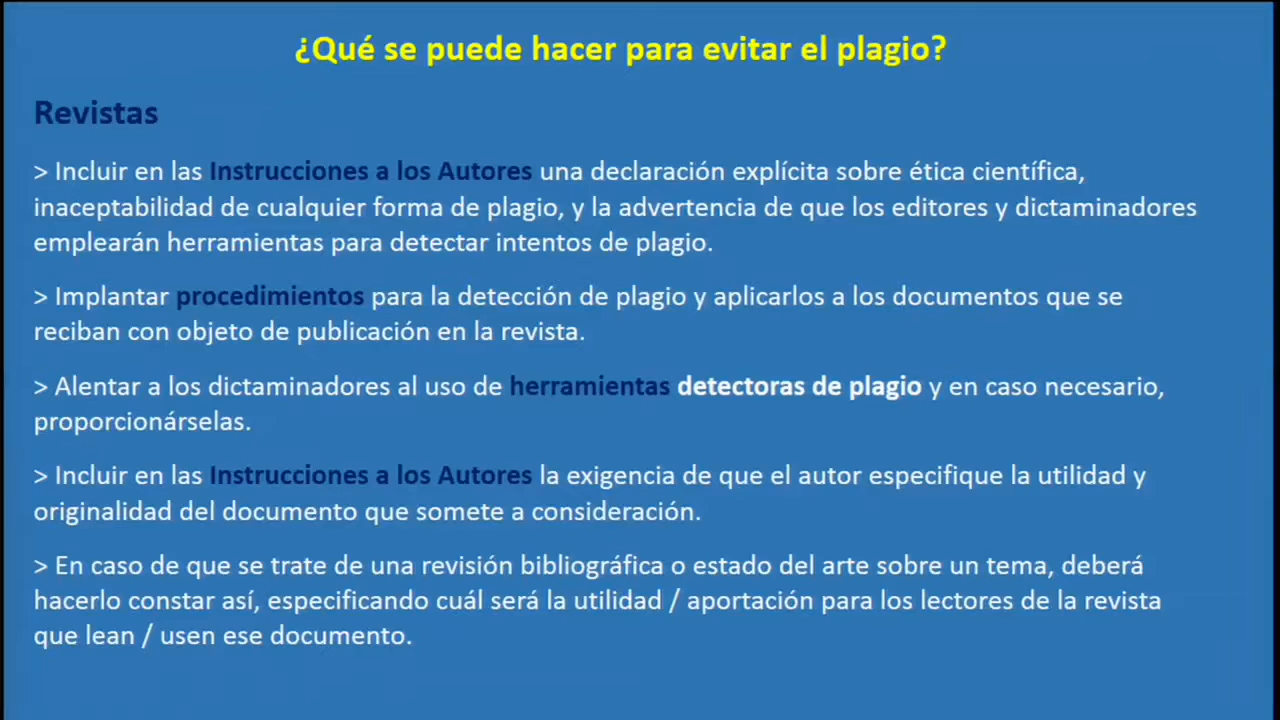 ¿Qué se puede hacer para evitar el plagio?
Revistas
> Incluir en las Instrucciones a los Autores una declaración explícita sobre ética científica,
inaceptabilidad de cualquier forma de plagio, y la advertencia de que los editores y dictaminadores
emplearán herramientas para detectar intentos de plagio.
> Implantar procedimientos para la detección de plagio y aplicarlos a los documentos que se
reciban con objeto de publicación en la revista.
> Alentar a los dictaminadores al uso de herramientas detectoras de plagio y en caso necesario,
proporcionárselas.
> Incluir en las Instrucciones a los Autores la exigencia de que el autor especifique la utilidad y
originalidad del documento que somete a consideración.
> En caso de que se trate de una revisión bibliográfica o estado del arte sobre un tema, deberá
hacerlo constar así, especificando cuál será la utilidad / aportación para los lectores de la revista
que lean / usen ese documento.